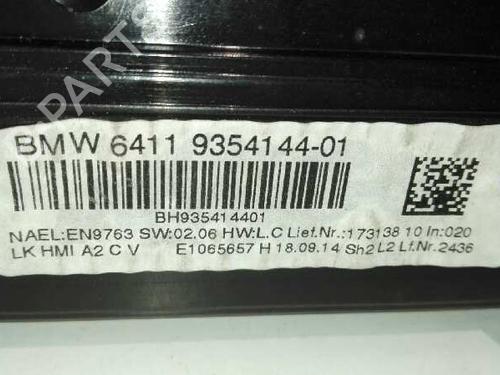 BMW 6411 9354144-01
BH935414401
NAEL:EN9763 SW:02.06 HW:L.C Lief.Nr.:173138 10 In:020
LK HMI A2 C V E1065657 H 18.09.14 Sh2 L2 Lf.Nr.2436